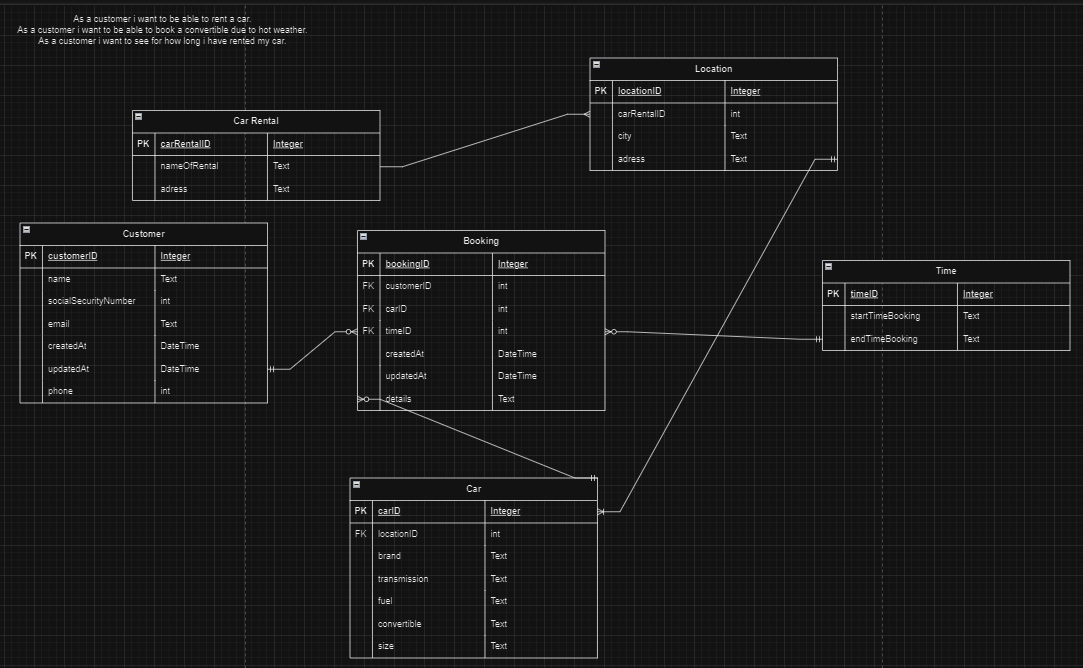 As a customer i want to be able to rent a car.
As a customer i want to be able to book a convertible due to hot weather.
As a customer i want to see for how long i have rented my car.
Location
PK locationID Integer
carRentalID int
city Text
adress Text
Car Rental
PK carRentalID Integer
nameOfRental Text
adress Text
Customer
PK customerID Integer
name Text
socialSecurityNumber int
email Text
createdAt DateTime
updatedAt DateTime
phone int
Booking
PK bookingID Integer
FK customerID int
FK carID int
FK timeID int
createdAt DateTime
updatedAt DateTime
details Text
Time
PK timeID Integer
startTimeBooking Text
endTimeBooking Text
Car
PK carID Integer
FK locationID int
brand Text
transmission Text
fuel Text
convertible Text
size Text